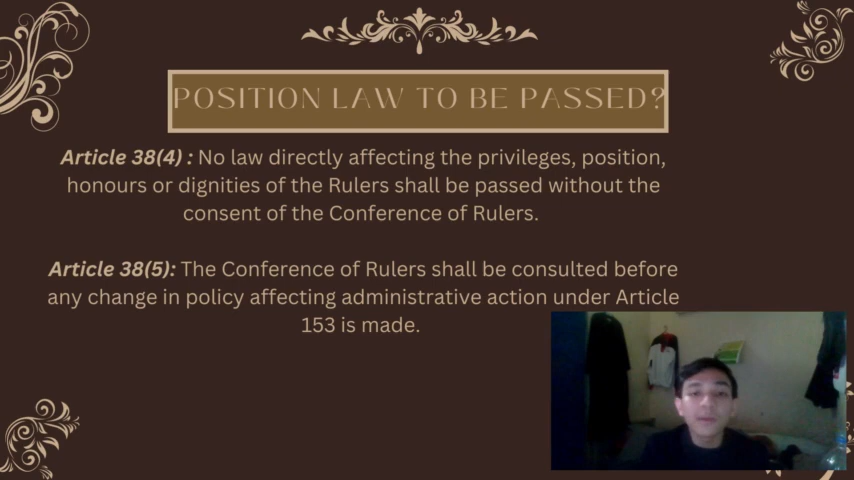 POSITION LAW TO BE PASSED?
Article 38(4) : No law directly affecting the privileges, position,
honours or dignities of the Rulers shall be passed without the
consent of the Conference of Rulers.
Article 38(5): The Conference of Rulers shall be consulted before
any change in policy affecting administrative action under Article
153 is made.